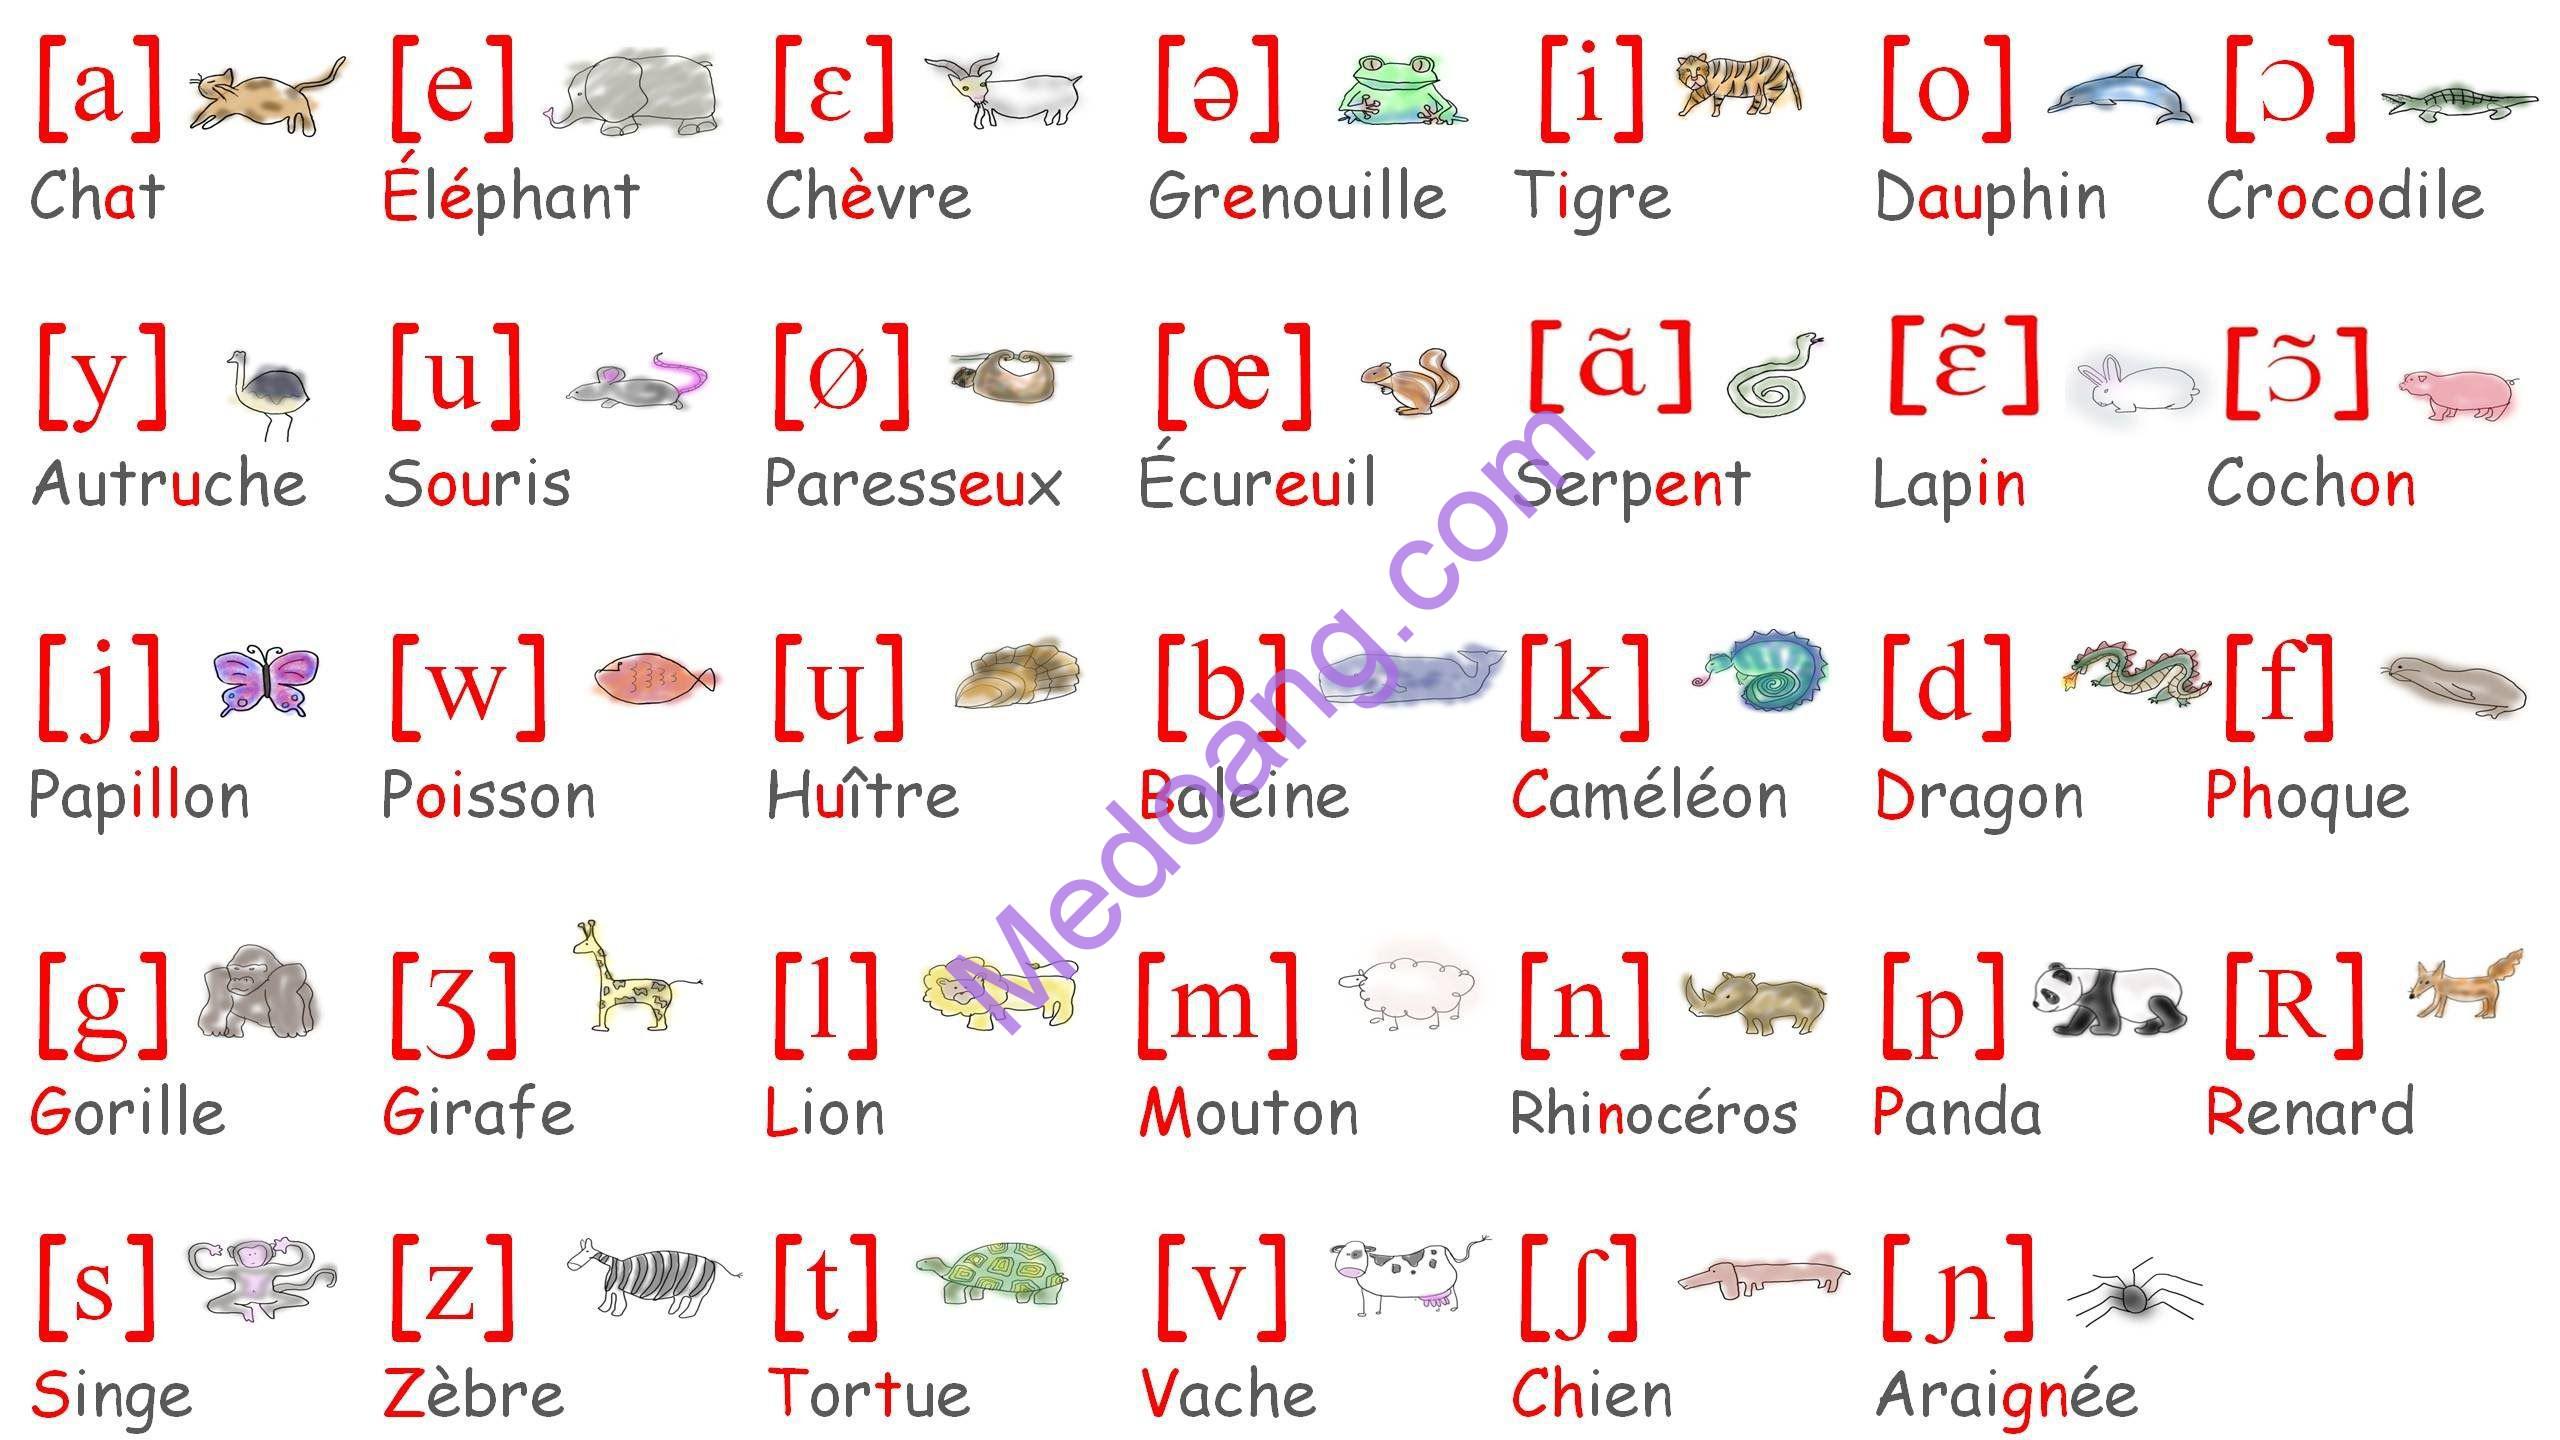 [a] [e] [ɛ] [ə] [i] [o] [ɔ]
Chat Éléphant Chèvre Grenouille Tigre Dauphin Crocodile
[y] [u] [ø] [œ] [ɑ̃] [ɛ̃] [ɔ̃]
Autruche Souris Paresseux Écureuil Serpent Lapin Cochon
[j] [w] [ɥ] [b] [k] [d] [f]
Papillon Poisson Huître Baleine Caméléon Dragon Phoque
[g] [ʒ] [l] [m] [n] [p] [R]
Gorille Girafe Lion Mouton Rhinocéros Panda Renard
[s] [z] [t] [v] [ʃ] [ɲ]
Singe Zèbre Tortue Vache Chien Araignée
Medoang.com